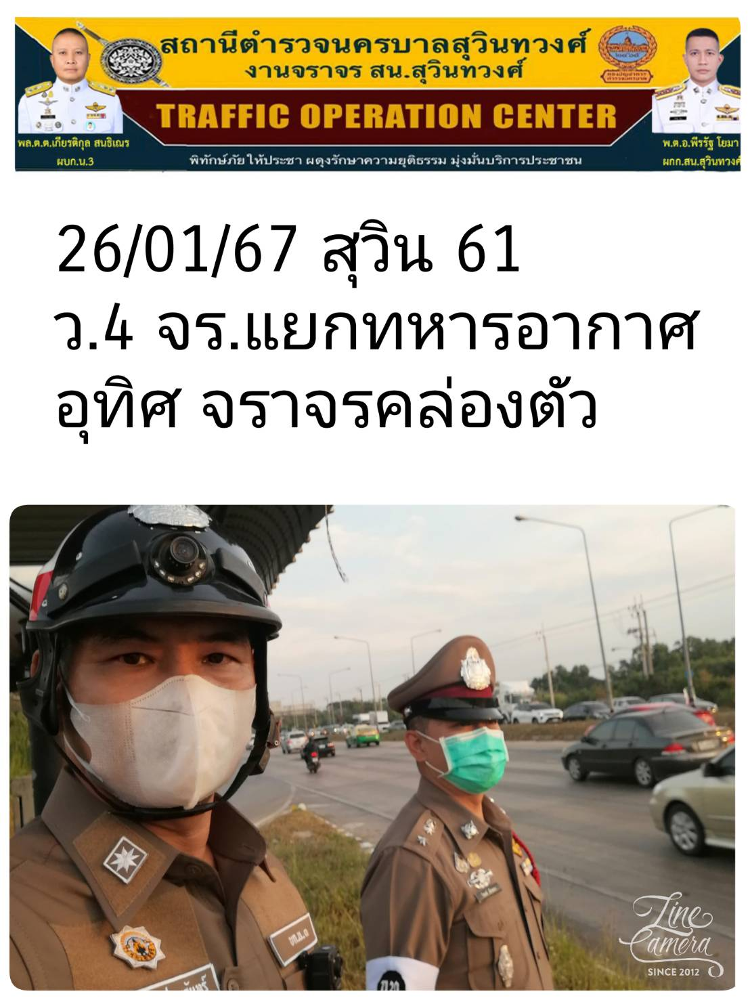 สถานีตำรวจนครบาลสุวินทวงศ์
งานจราจร สน.สุวินทวงศ์
TRAFFIC OPERATION CENTER
พล.ต.ต.เกียรติกุล สนธิเณร
ผบก.น.3
พ.ต.อ.พีรรัฐ โยมา
ผกก.สน.สุวินทวงศ์
พิทักษ์ภัย ให้ประชา ผดุงรักษาความยุติธรรม มุ่งมั่นบริการประชาชน
26/01/67 สุวิน 61
ว.4 จร.แยกทหารอากาศ
อุทิศ จราจรคล่องตัว
Line
Camera
SINCE 2012